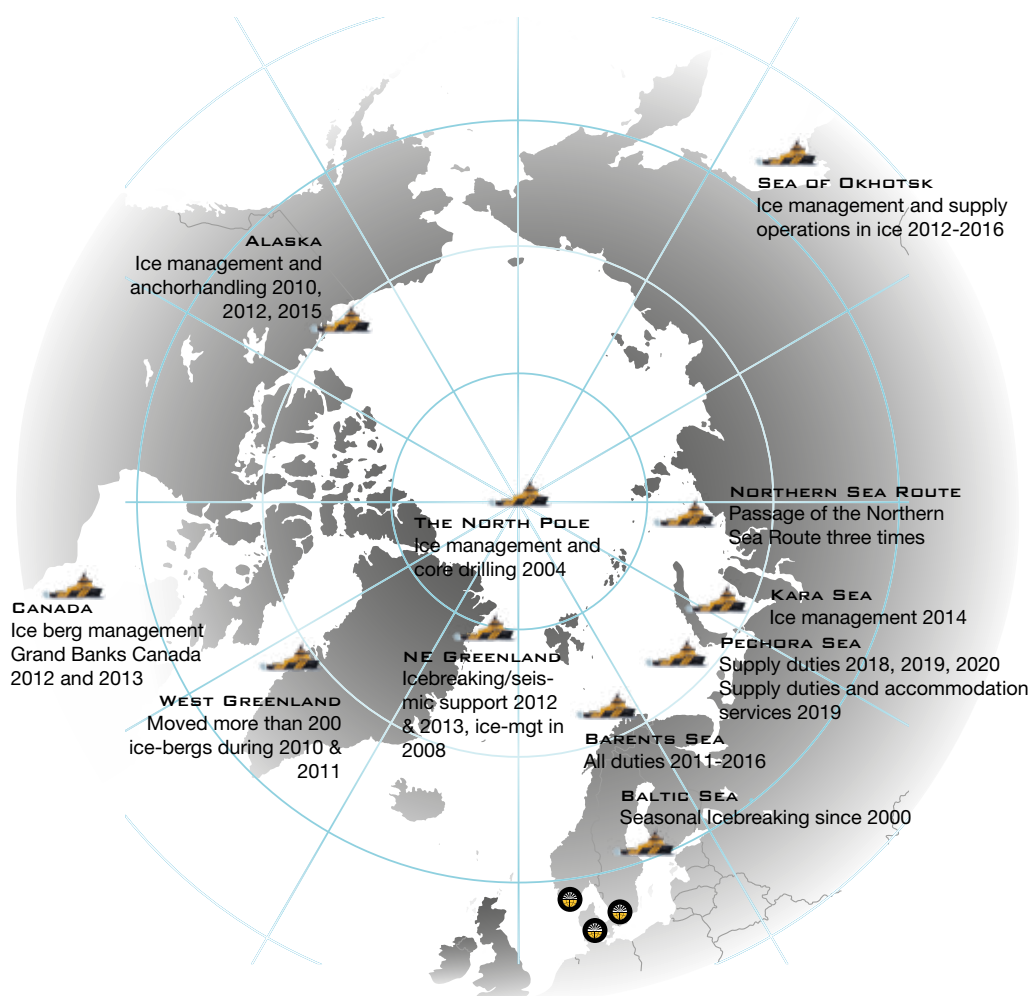 SEA OF OKHOTSK
Ice management and supply
operations in ice 2012-2016
ALASKA
Ice management and
anchorhandling 2010,
2012, 2015
NORTHERN SEA ROUTE
Passage of the Northern
Sea Route three times
THE NORTH POLE
Ice management and
core drilling 2004
KARA SEA
Ice management 2014
CANADA
Ice berg management
Grand Banks Canada
2012 and 2013
PECHORA SEA
Supply duties 2018, 2019, 2020
Supply duties and accommodation
services 2019
NE GREENLAND
Icebreaking/seis-
mic support 2012
& 2013, ice-mgt in
2008
WEST GREENLAND
Moved more than 200
ice-bergs during 2010 &
2011
BARENTS SEA
All duties 2011-2016
BALTIC SEA
Seasonal Icebreaking since 2000